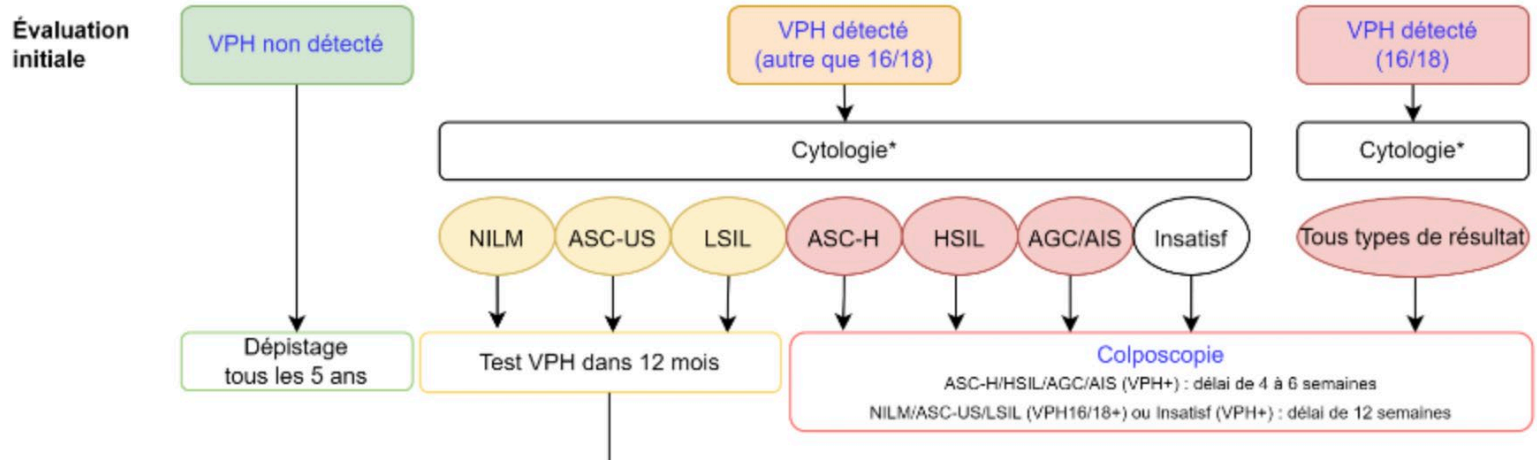 Évaluation
initiale
VPH non détecté
VPH détecté
(autre que 16/18)
VPH détecté
(16/18)
Cytologie*
Cytologie*
NILM
ASC-US
LSIL
ASC-H
HSIL
AGC/AIS
Insatisf
Tous types de résultat
Dépistage
tous les 5 ans
Test VPH dans 12 mois
Colposcopie
ASC-H/HSIL/AGC/AIS (VPH+) : délai de 4 à 6 semaines
NILM/ASC-US/LSIL (VPH16/18+) ou Insatisf (VPH+) : délai de 12 semaines